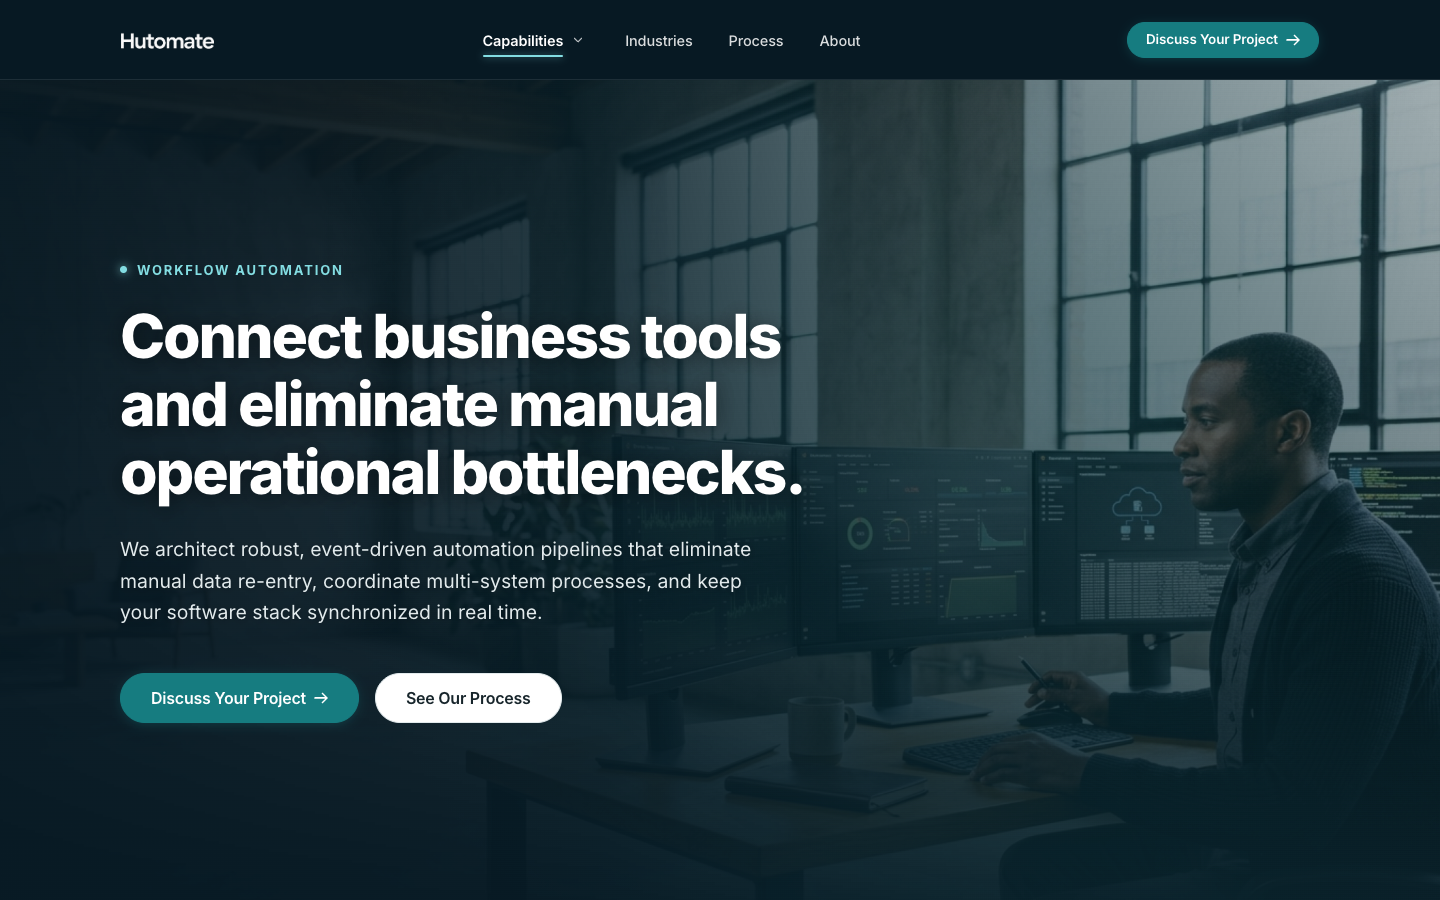 Hutomate
Capabilities
Industries
Process
About
Discuss Your Project
WORKFLOW AUTOMATION
Connect business tools
and eliminate manual
operational bottlenecks.
We architect robust, event-driven automation pipelines that eliminate
manual data re-entry, coordinate multi-system processes, and keep
your software stack synchronized in real time.
Discuss Your Project
See Our Process